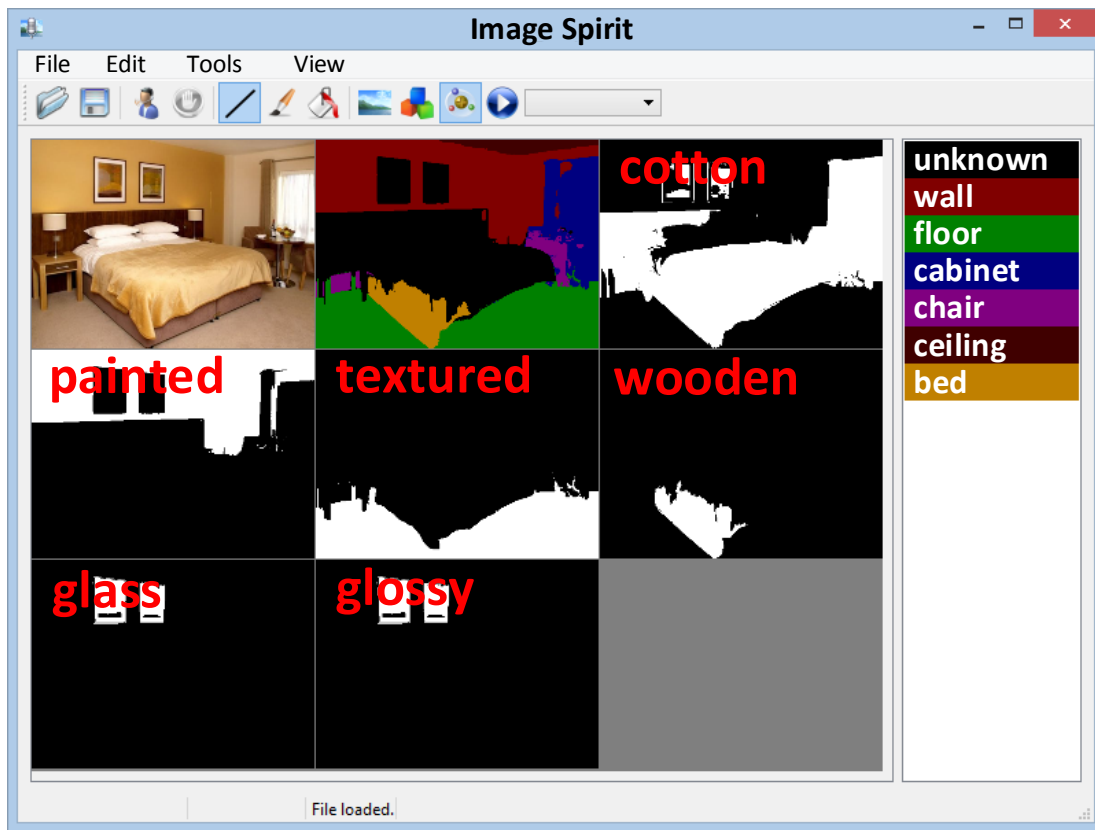 Image Spirit
File Edit Tools View
cotton
painted textured wooden
glass glossy
unknown
wall
floor
cabinet
chair
ceiling
bed
File loaded.